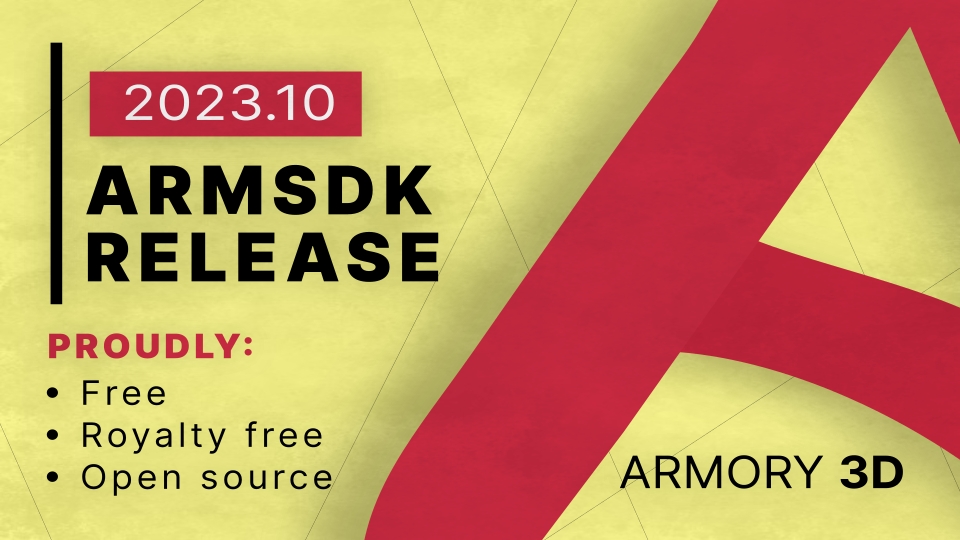 2023.10
ARMSDK
RELEASE
PROUDLY:
• Free
• Royalty free
• Open source
ARMORY 3D